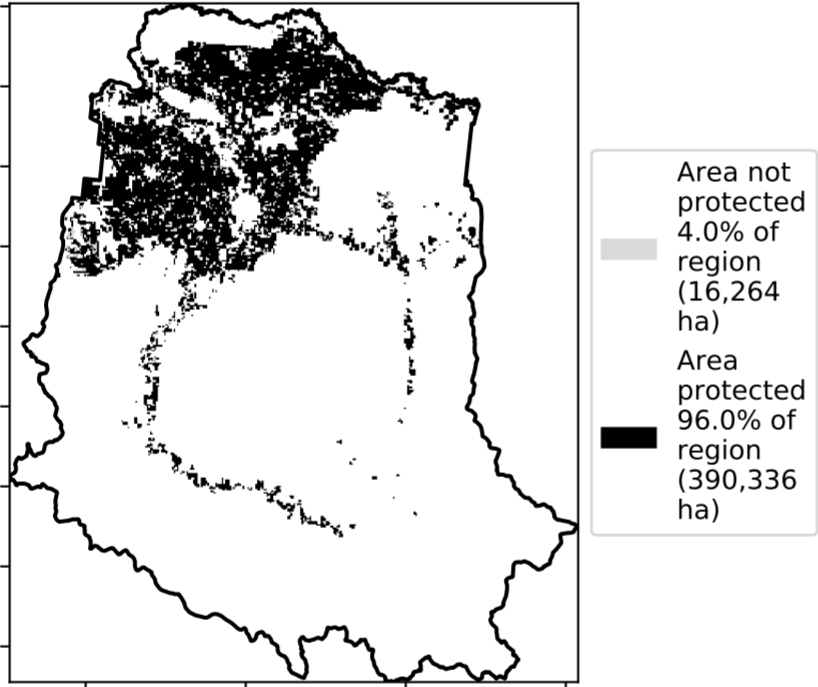 Area not
protected
4.0% of
region
(16,264
ha)
Area
protected
96.0% of
region
(390,336
ha)